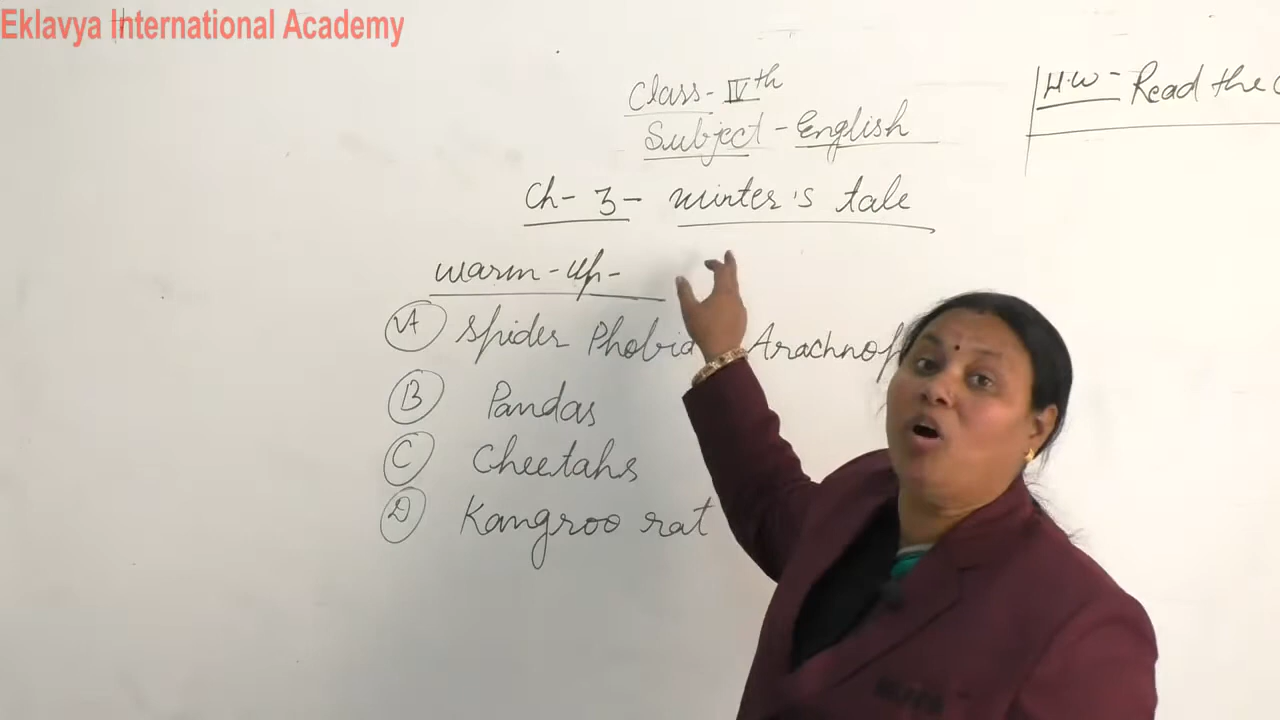 Eklavya International Academy
Class- IVth
Subject - English
H.W - Read the
Ch- 3- Winter's tale
Warm-up-
A Spider Phobia Arachnof
B Pandas
C Cheetahs
D Kangroo rat